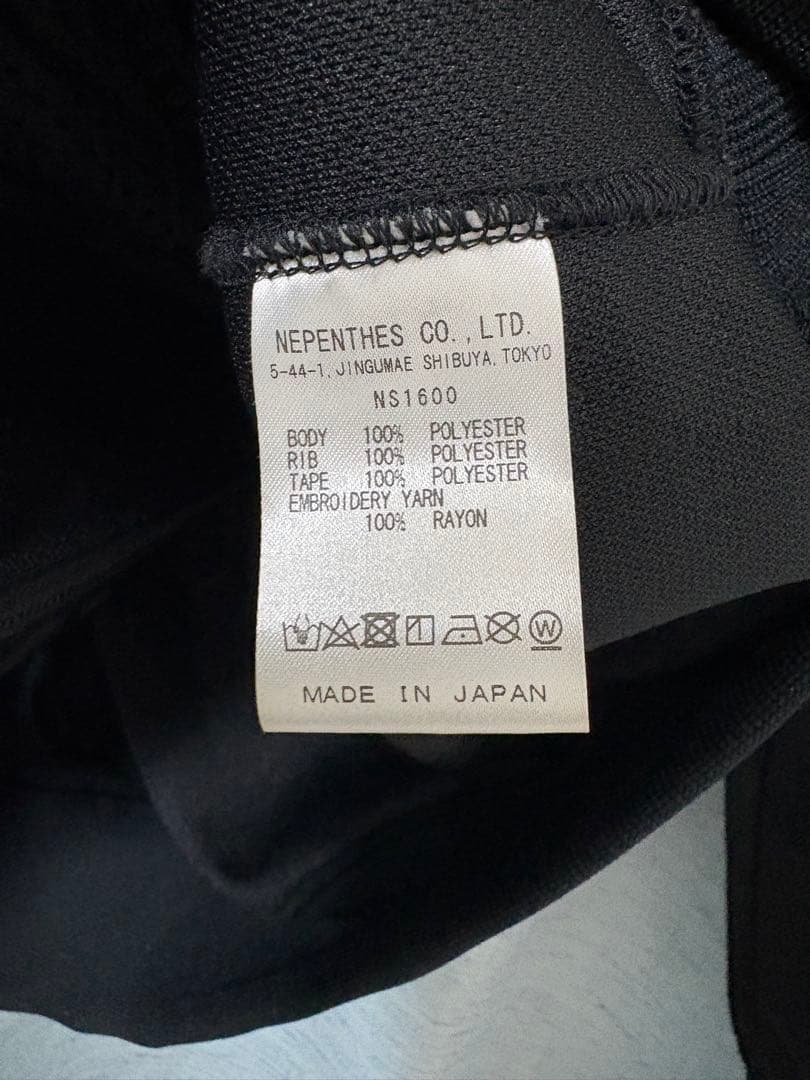 NEPENTHES CO.,LTD.
5-44-1,JINGUMAE SHIBUYA,TOKYO
NS1600
BODY 100% POLYESTER
RIB 100% POLYESTER
TAPE 100% POLYESTER
EMBROIDERY YARN
100% RAYON
W
MADE IN JAPAN